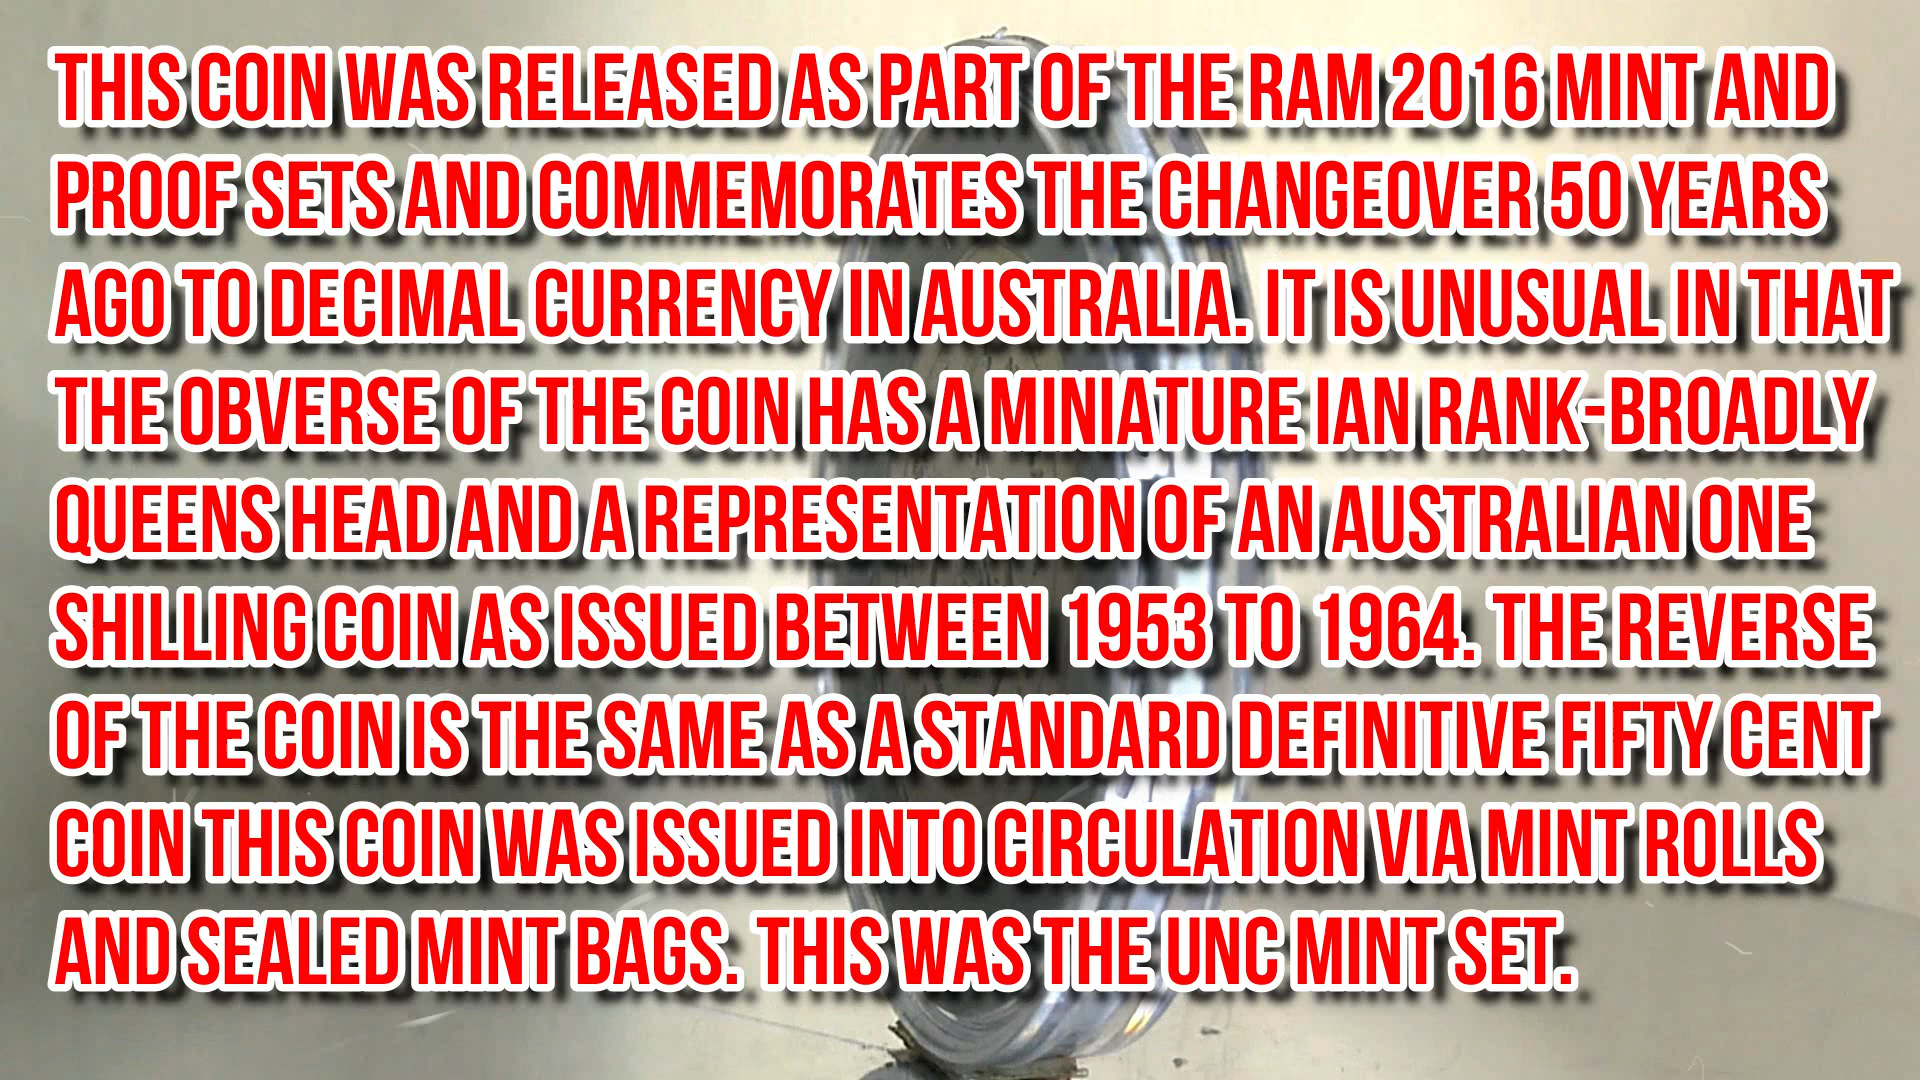 THIS COIN WAS RELEASED AS PART OF THE RAM 2016 MINT AND
PROOF SETS AND COMMEMORATES THE CHANGEOVER 50 YEARS
AGO TO DECIMAL CURRENCY IN AUSTRALIA. IT IS UNUSUAL IN THAT
THE OBVERSE OF THE COIN HAS A MINIATURE IAN RANK-BROADLY
QUEENS HEAD AND A REPRESENTATION OF AN AUSTRALIAN ONE
SHILLING COIN AS ISSUED BETWEEN 1953 TO 1964. THE REVERSE
OF THE COIN IS THE SAME AS A STANDARD DEFINITIVE FIFTY CENT
COIN THIS COIN WAS ISSUED INTO CIRCULATION VIA MINT ROLLS
AND SEALED MINT BAGS. THIS WAS THE UNC MINT SET.